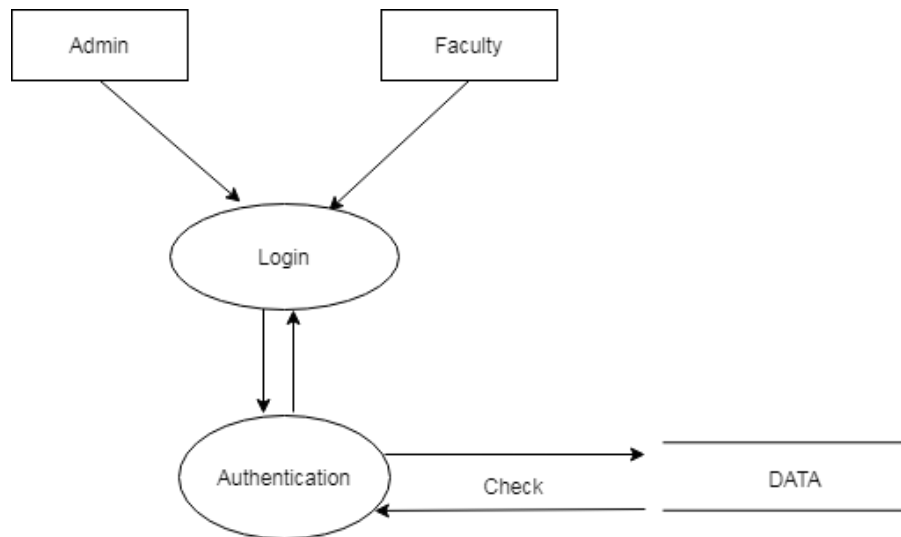 Admin
Faculty
Login
Authentication
Check
DATA